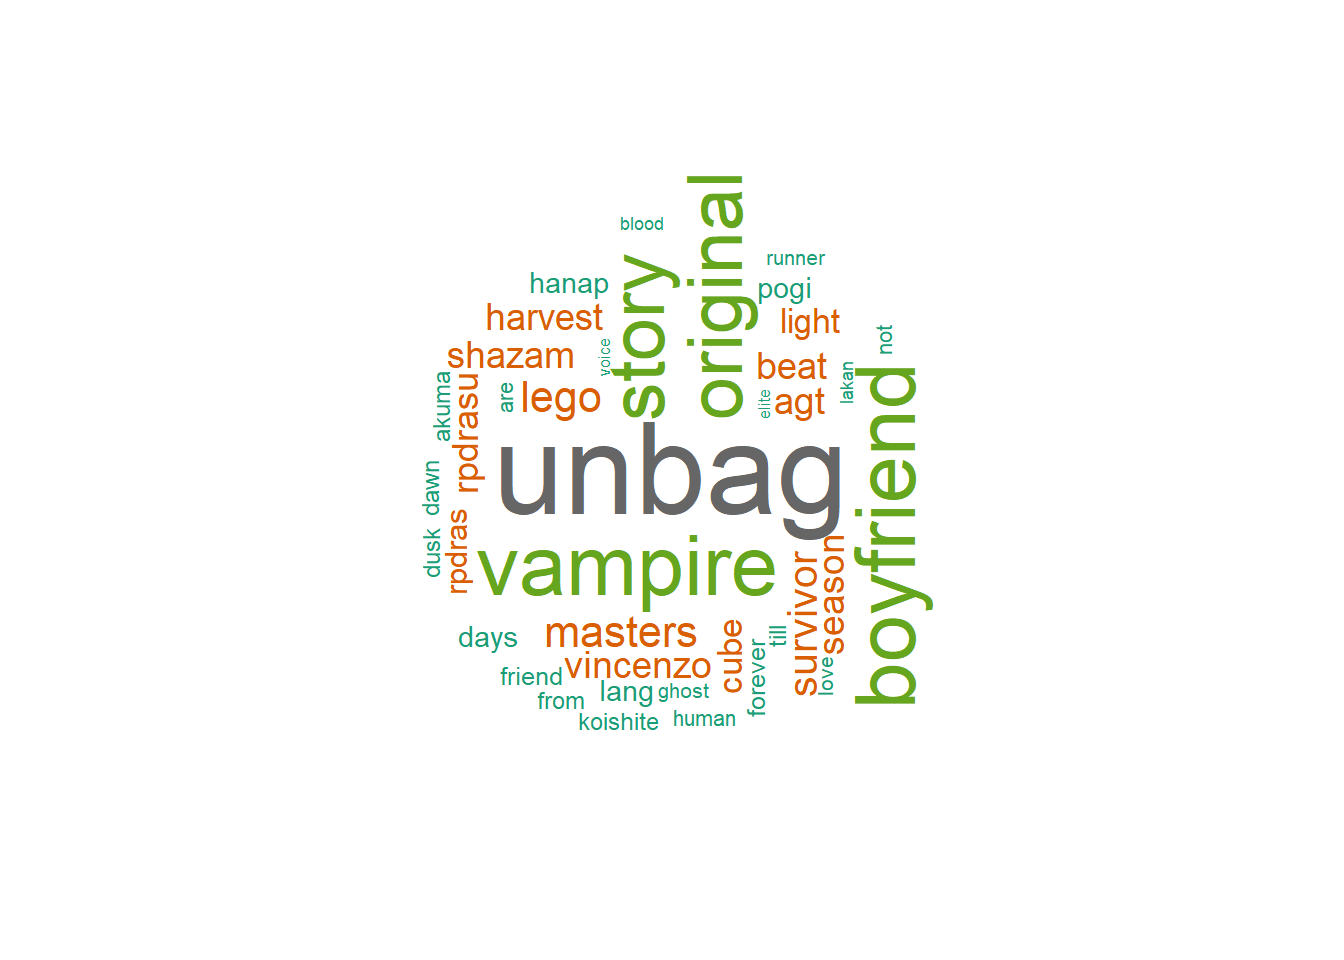 blood
original
runner
story
hanap
pogi
harvest
light
not
shazam
voice
beat
lakan
akuma
rpdrasu
are
lego
elite
agt
boyfriend
unbag
dawn
dusk
rpdras
vampire
survivor
season
days
masters
cube
till
forever
love
vincenzo
friend
from
lang
ghost
koishite
human